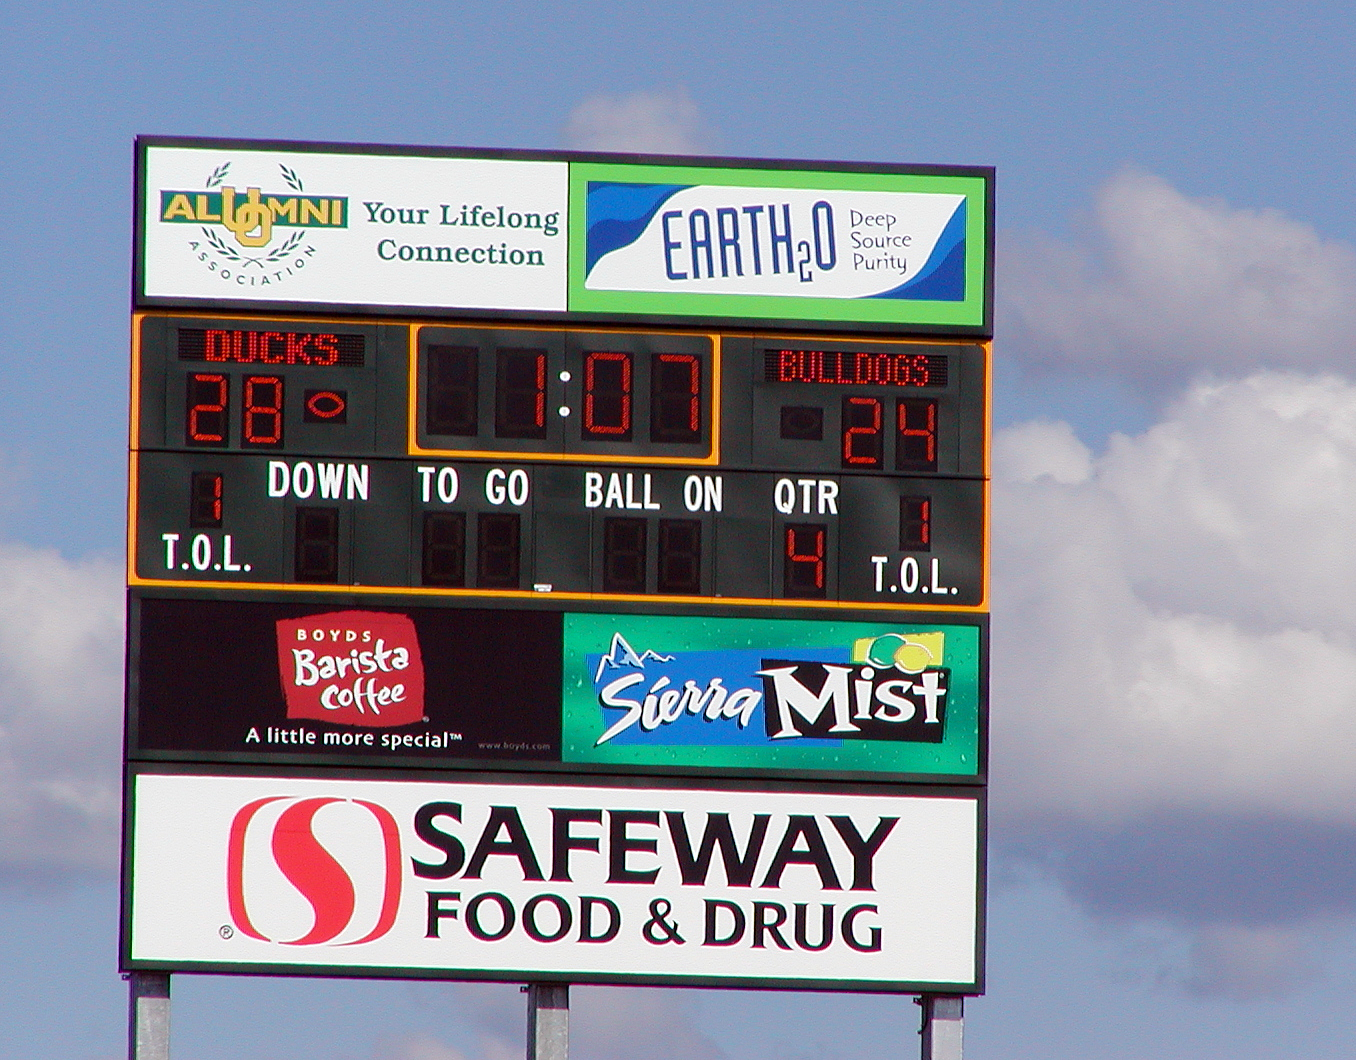 ALUOMNI
ASSOCIATION
Your Lifelong
Connection
EARTH2O
Deep
Source
Purity
DUCKS
28
1:07
BULLDOGS
24
DOWN TO GO BALL ON QTR
1
T.O.L.
4
1
T.O.L.
BOYDS
Barista
Coffee
A little more special™
www.boyds.com
Sierra Mist
SAFEWAY
FOOD & DRUG
®